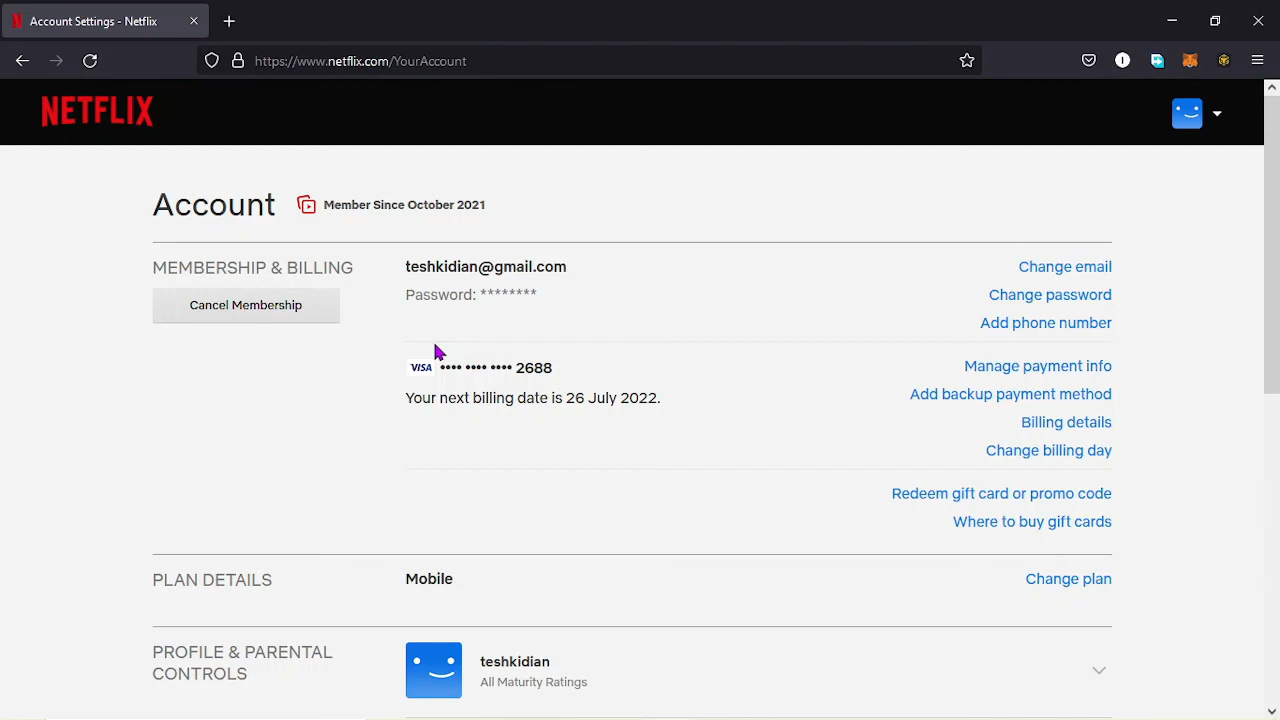 Account Settings - Netflix
https://www.netflix.com/YourAccount
NETFLIX
Account
Member Since October 2021
MEMBERSHIP & BILLING
Cancel Membership
teshkidian@gmail.com
Change email
Password: ********
Change password
Add phone number
VISA •••• •••• •••• 2688
Manage payment info
Your next billing date is 26 July 2022.
Add backup payment method
Billing details
Change billing day
Redeem gift card or promo code
Where to buy gift cards
PLAN DETAILS
Mobile
Change plan
PROFILE & PARENTAL
CONTROLS
teshkidian
All Maturity Ratings